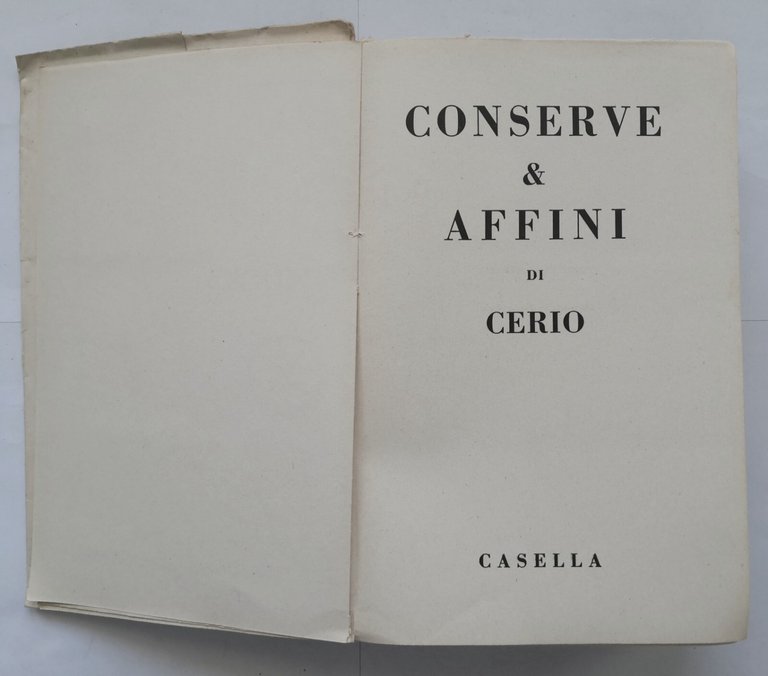 CONSERVE
&
AFFINI
DI
CERIO
CASELLA